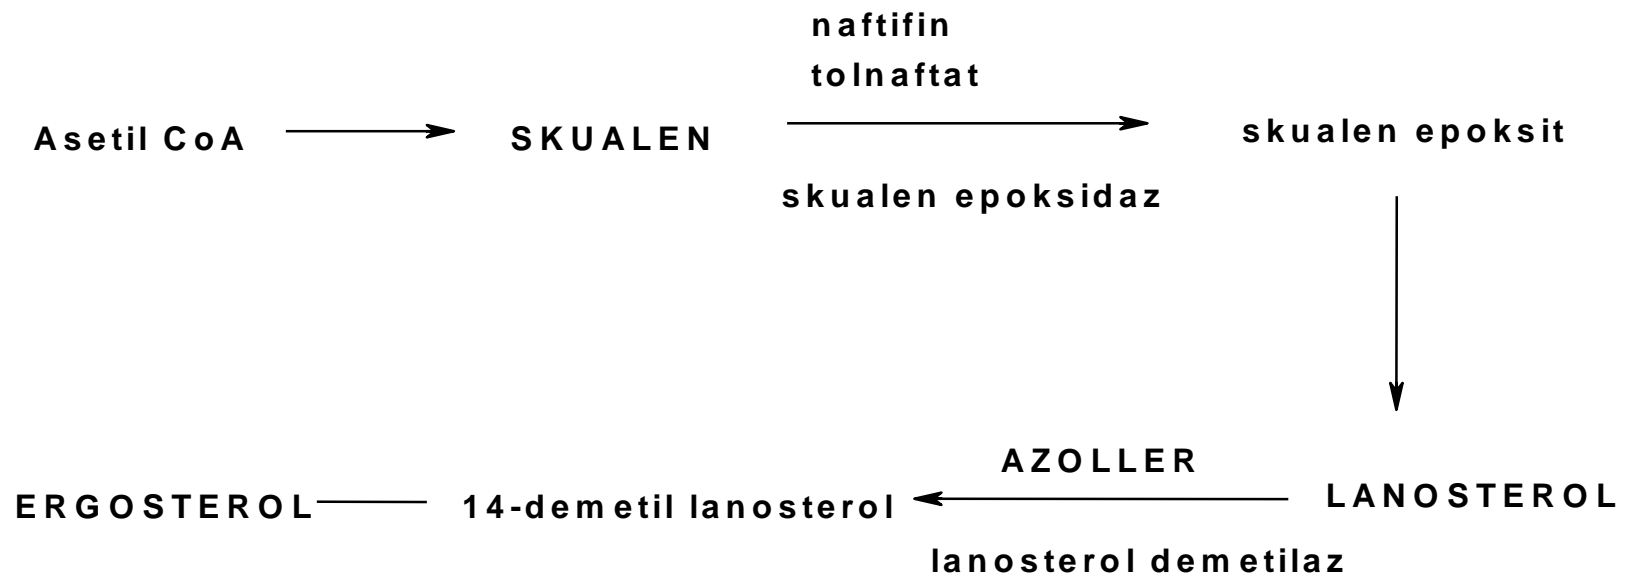 naftifin
tolnaftat
Asetil CoA
SKUALEN
skualen epoksit
skualen epoksidaz
AZOLLER
ERGOSTEROL
14-demetil lanosterol
LANOSTEROL
lanosterol demetilaz